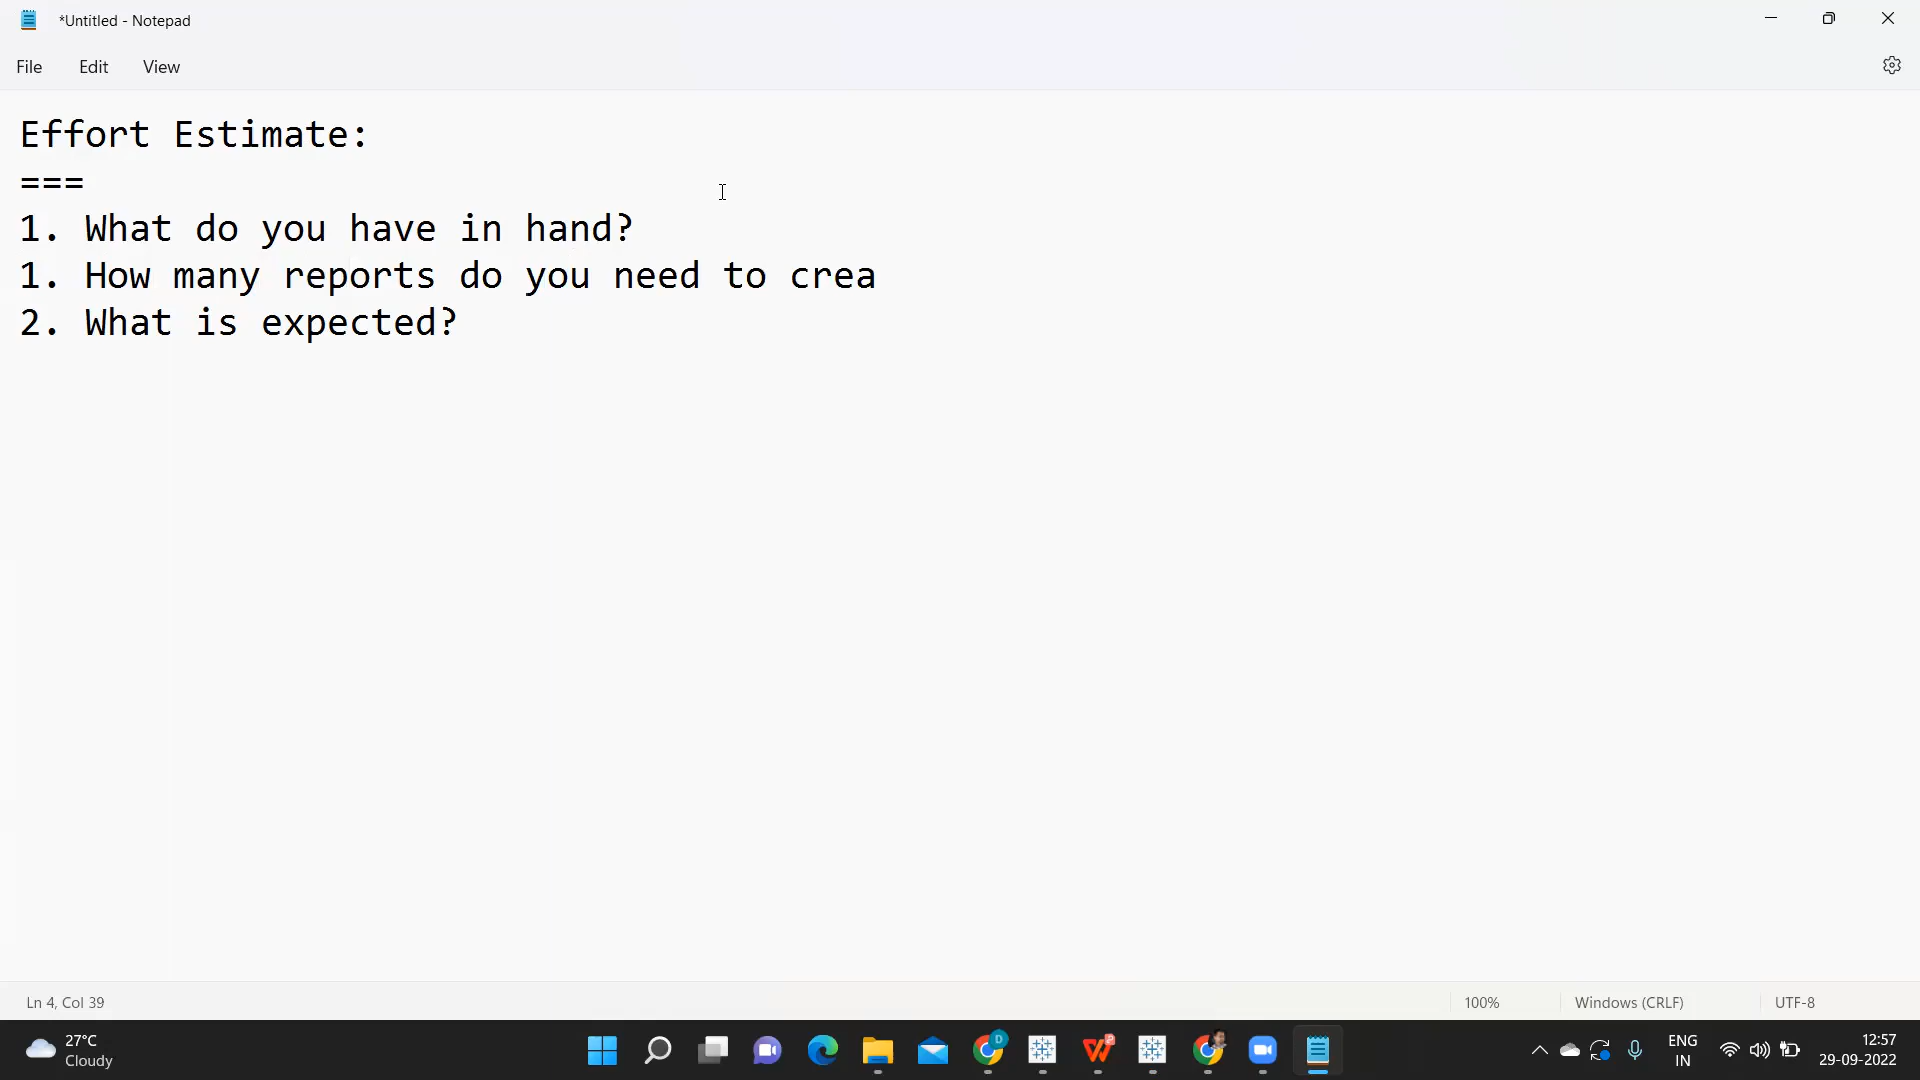 *Untitled - Notepad
File Edit View
Effort Estimate:
===
1. What do you have in hand?
1. How many reports do you need to crea
2. What is expected?
Ln 4, Col 39 100% Windows (CRLF) UTF-8
27°C
Cloudy
D
ENG
IN
12:57
29-09-2022